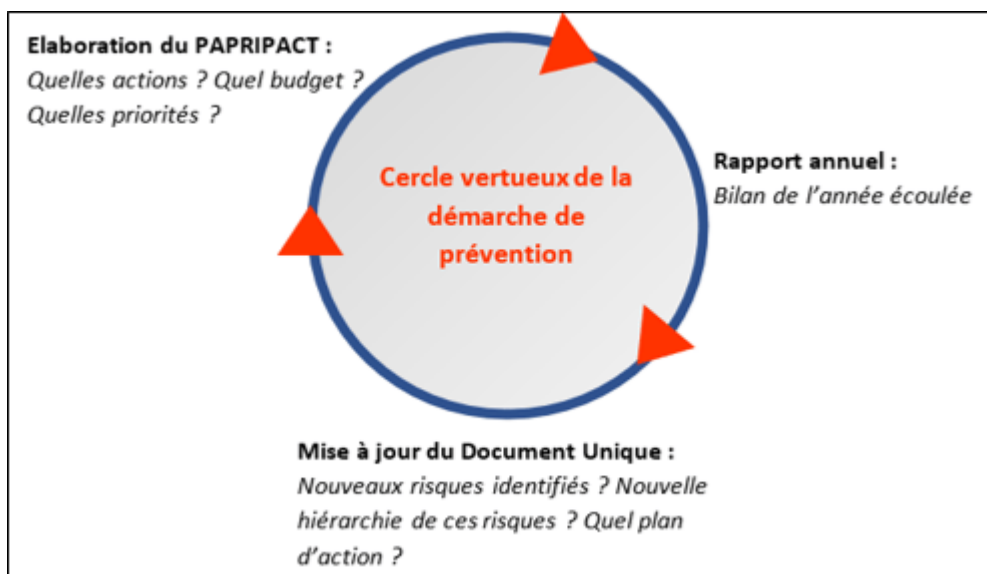 Elaboration du PAPRIPACT :
Quelles actions ? Quel budget ?
Quelles priorités ?
Cercle vertueux de la
démarche de
prévention
Rapport annuel :
Bilan de l'année écoulée
Mise à jour du Document Unique :
Nouveaux risques identifiés ? Nouvelle
hiérarchie de ces risques ? Quel plan
d'action ?